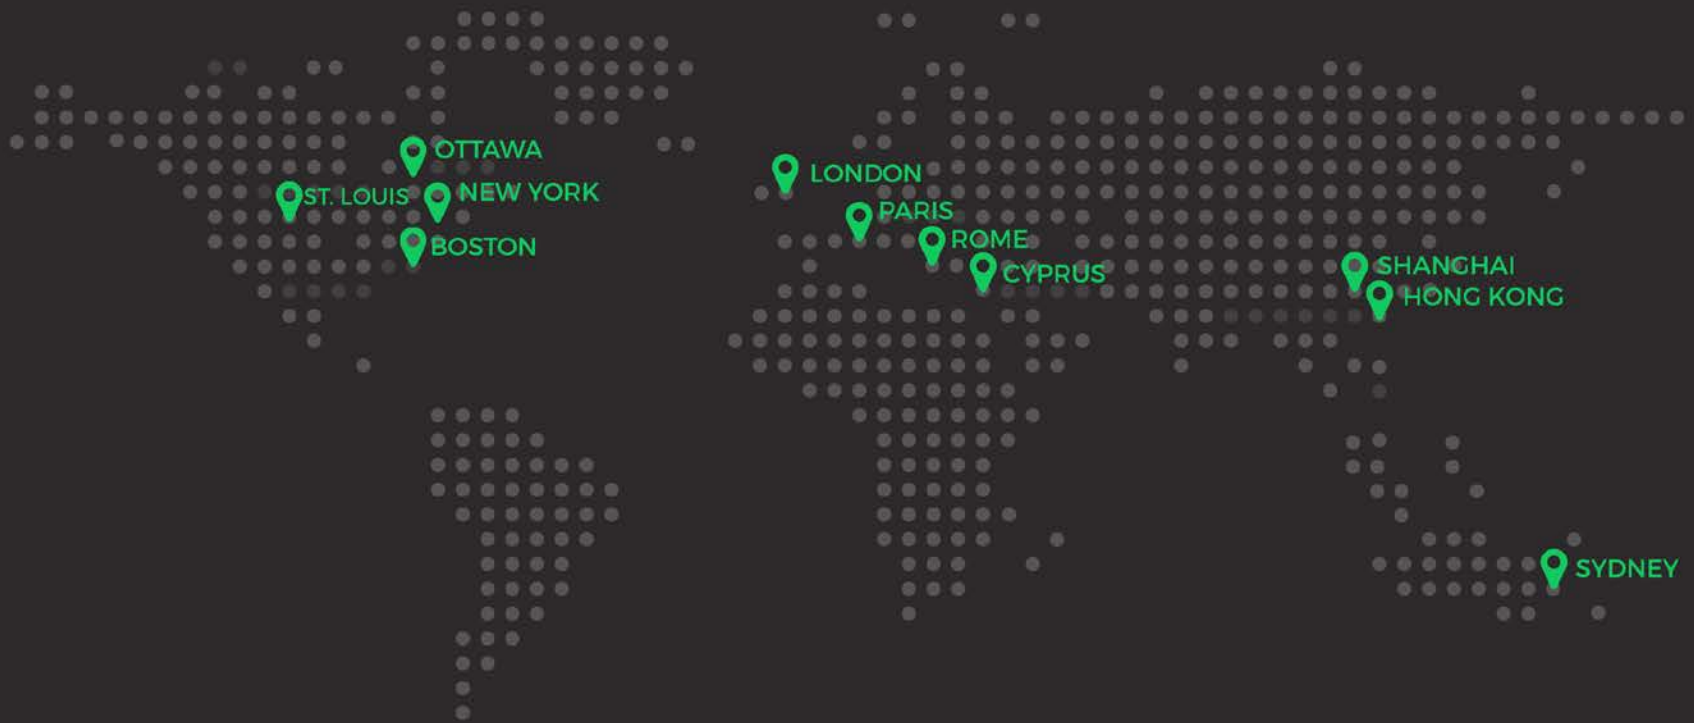 OTTAWA
ST. LOUIS
NEW YORK
BOSTON
LONDON
PARIS
ROME
CYPRUS
SHANGHAI
HONG KONG
SYDNEY